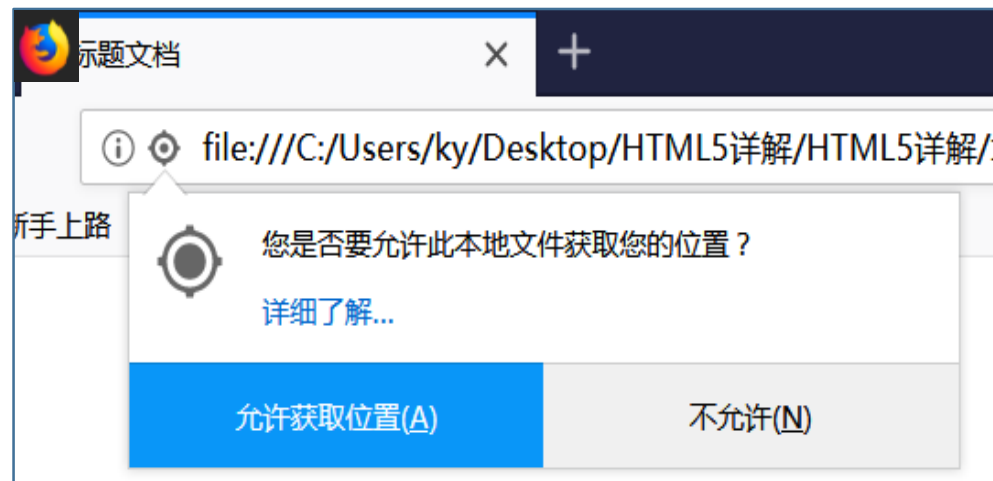 示题文档
file:///C:/Users/ky/Desktop/HTML5详解/HTML5详解/
新手上路
您是否要允许此本地文件获取您的位置？
详细了解...
允许获取位置(A)
不允许(N)